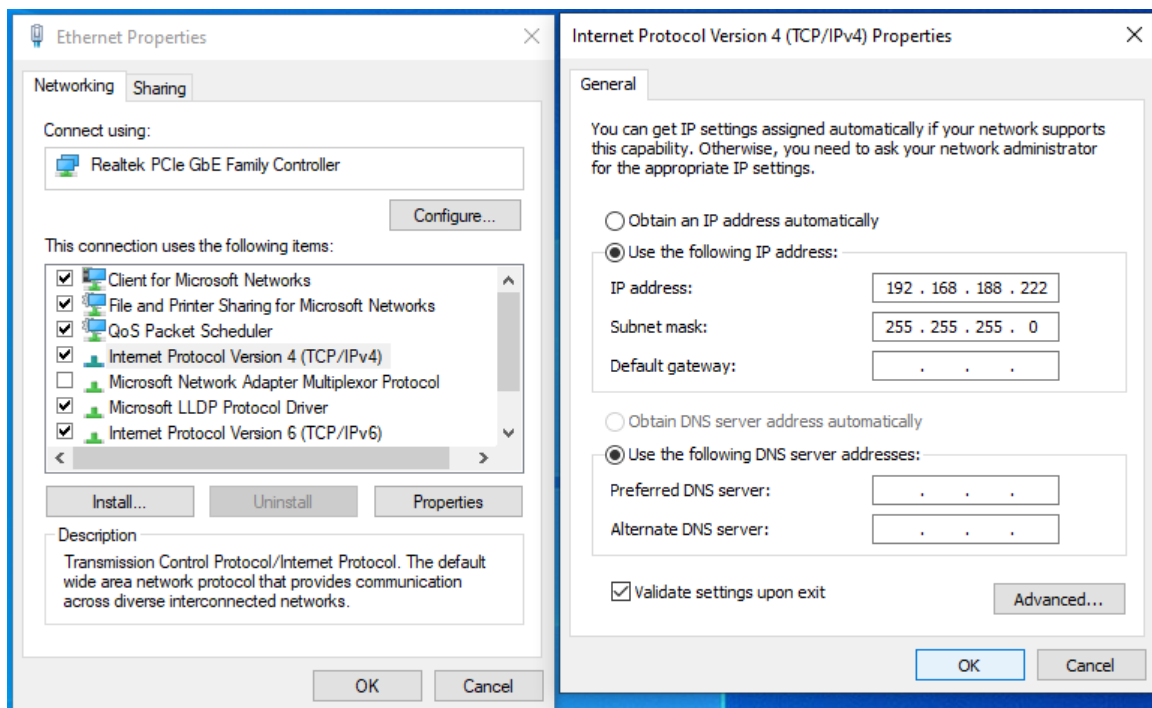 Ethernet Properties
Networking
Sharing
Connect using:
Realtek PCIe GbE Family Controller
Configure...
This connection uses the following items:
Client for Microsoft Networks
File and Printer Sharing for Microsoft Networks
QoS Packet Scheduler
Internet Protocol Version 4 (TCP/IPv4)
Microsoft Network Adapter Multiplexor Protocol
Microsoft LLDP Protocol Driver
Internet Protocol Version 6 (TCP/IPv6)
Install...
Uninstall
Properties
Description
Transmission Control Protocol/Internet Protocol. The default
wide area network protocol that provides communication
across diverse interconnected networks.
OK
Cancel
Internet Protocol Version 4 (TCP/IPv4) Properties
General
You can get IP settings assigned automatically if your network supports
this capability. Otherwise, you need to ask your network administrator
for the appropriate IP settings.
Obtain an IP address automatically
Use the following IP address:
IP address: 192 . 168 . 188 . 222
Subnet mask: 255 . 255 . 255 . 0
Default gateway: . . .
Obtain DNS server address automatically
Use the following DNS server addresses:
Preferred DNS server: . . .
Alternate DNS server: . . .
Validate settings upon exit
Advanced...
OK
Cancel